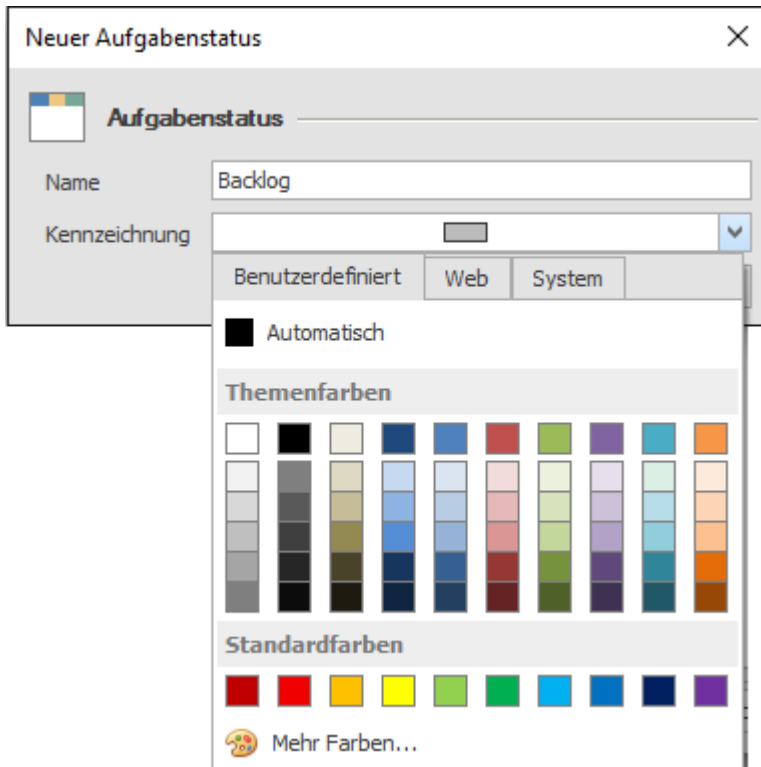 Neuer Aufgabenstatus
Aufgabenstatus
Name Backlog
Kennzeichnung
Benutzerdefiniert Web System
Automatisch
Themenfarben
Standardfarben
Mehr Farben...